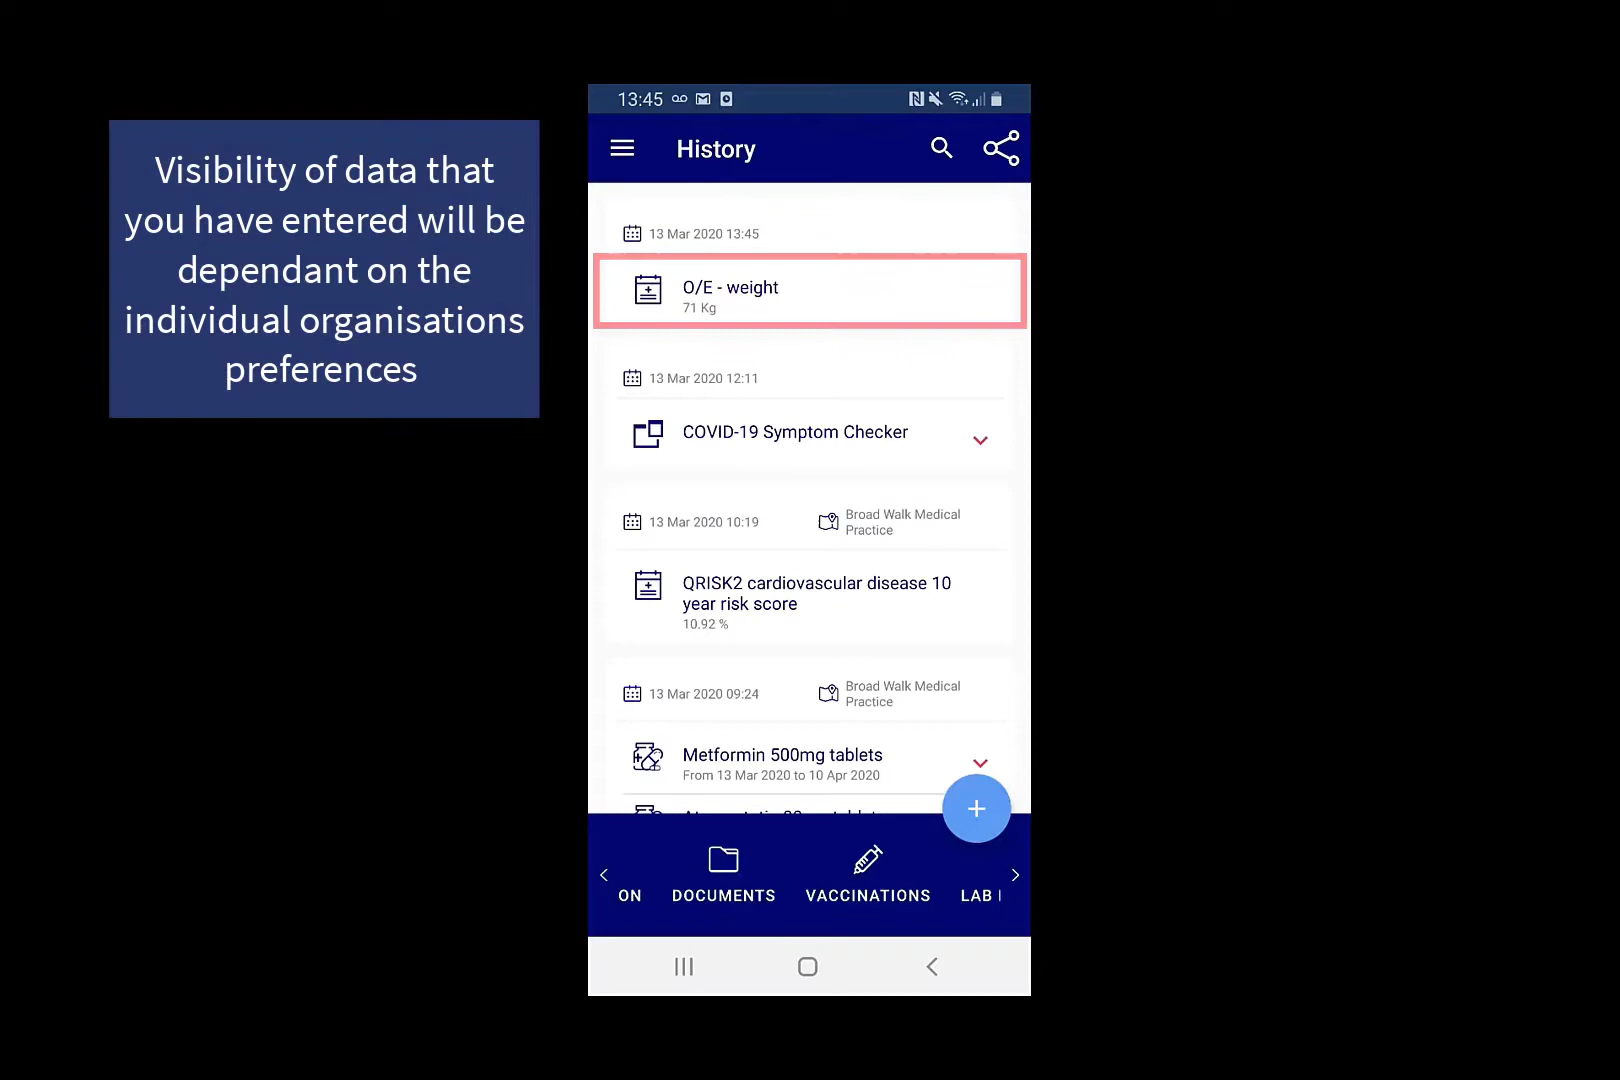 Visibility of data that
you have entered will be
dependant on the
individual organisations
preferences
13:45
History
13 Mar 2020 13:45
O/E - weight
71 Kg
13 Mar 2020 12:11
COVID-19 Symptom Checker
13 Mar 2020 10:19
Broad Walk Medical
Practice
QRISK2 cardiovascular disease 10
year risk score
10.92 %
13 Mar 2020 09:24
Broad Walk Medical
Practice
Metformin 500mg tablets
From 13 Mar 2020 to 10 Apr 2020
ON
DOCUMENTS
VACCINATIONS
LAB